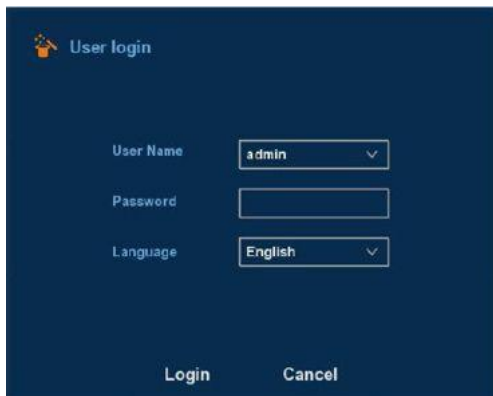 User login
User Name admin
Password
Language English
Login Cancel